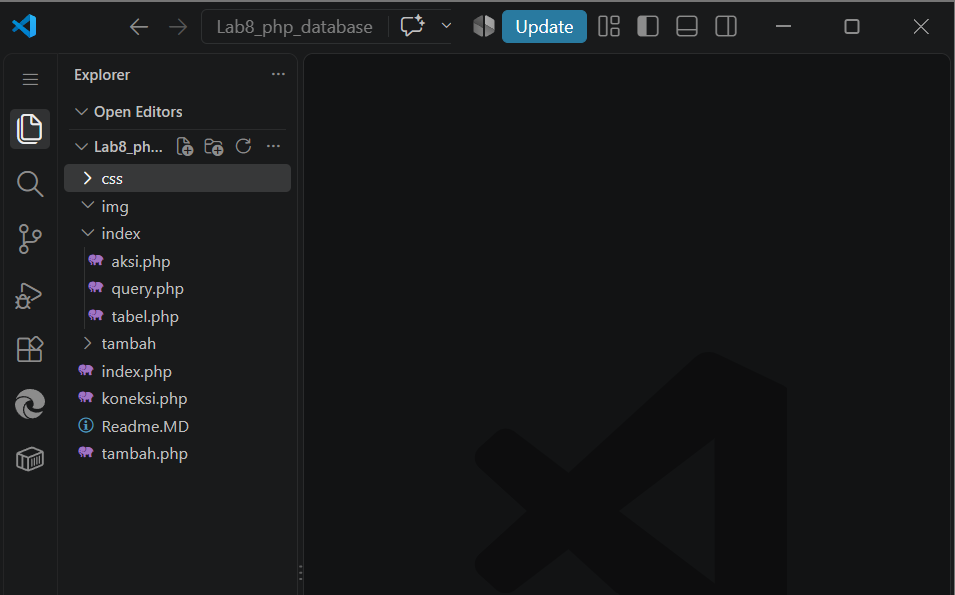 Lab8_php_database
Update
Explorer
Open Editors
Lab8_ph...
css
img
index
aksi.php
query.php
tabel.php
tambah
index.php
koneksi.php
Readme.MD
tambah.php